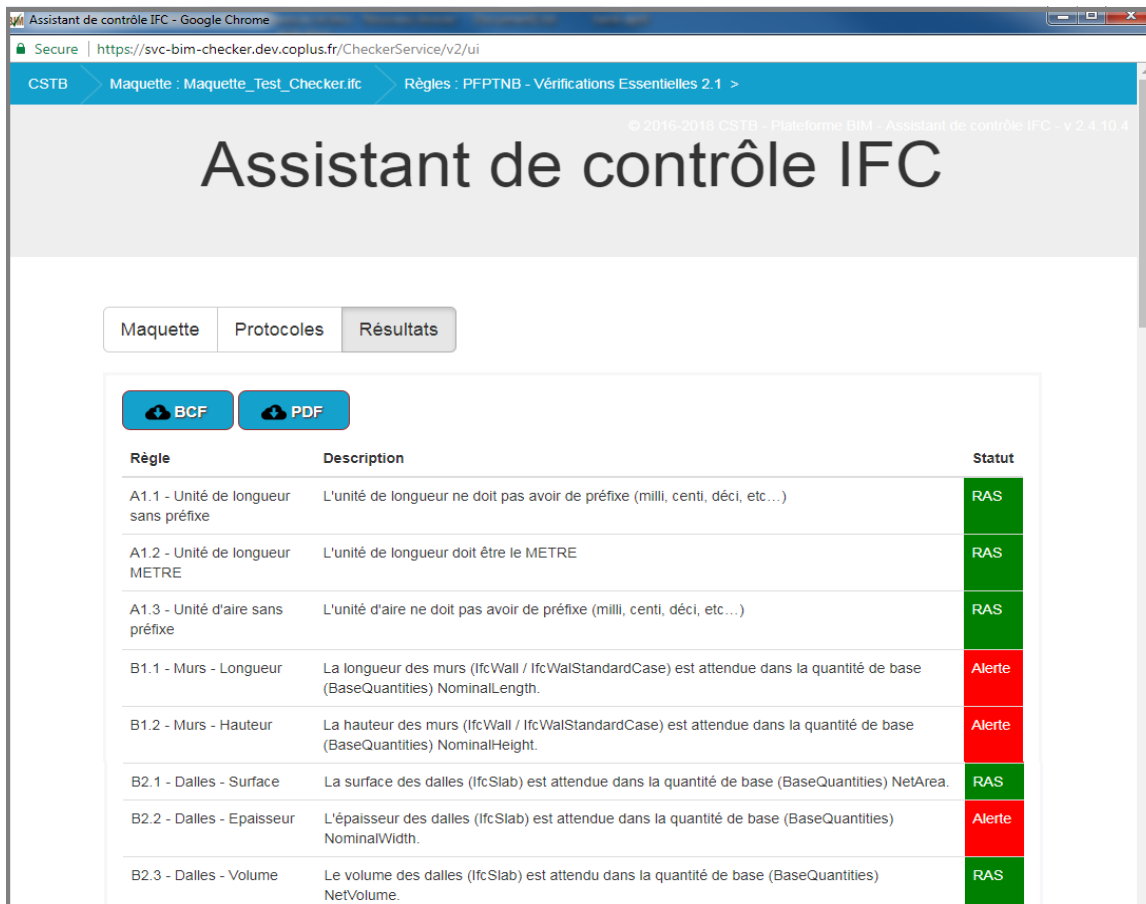 Assistant de contrôle IFC - Google Chrome
Secure | https://svc-bim-checker.dev.coplus.fr/CheckerService/v2/ui
CSTB Maquette : Maquette_Test_Checker.ifc Règles : PFPTNB - Vérifications Essentielles 2.1 >
© 2016-2018 CSTB - Plateforme BIM - Assistant de contrôle IFC - v 2.4.10.4
Assistant de contrôle IFC
Maquette Protocoles Résultats
BCF PDF
Règle Description Statut
A1.1 - Unité de longueur L'unité de longueur ne doit pas avoir de préfixe (milli, centi, déci, etc…) RAS
sans préfixe
A1.2 - Unité de longueur L'unité de longueur doit être le METRE RAS
METRE
A1.3 - Unité d'aire sans L'unité d'aire ne doit pas avoir de préfixe (milli, centi, déci, etc…) RAS
préfixe
B1.1 - Murs - Longueur La longueur des murs (IfcWall / IfcWalStandardCase) est attendue dans la quantité de base Alerte
(BaseQuantities) NominalLength.
B1.2 - Murs - Hauteur La hauteur des murs (IfcWall / IfcWalStandardCase) est attendue dans la quantité de base Alerte
(BaseQuantities) NominalHeight.
B2.1 - Dalles - Surface La surface des dalles (IfcSlab) est attendue dans la quantité de base (BaseQuantities) NetArea. RAS
B2.2 - Dalles - Epaisseur L'épaisseur des dalles (IfcSlab) est attendue dans la quantité de base (BaseQuantities) Alerte
NominalWidth.
B2.3 - Dalles - Volume Le volume des dalles (IfcSlab) est attendu dans la quantité de base (BaseQuantities) RAS
NetVolume.